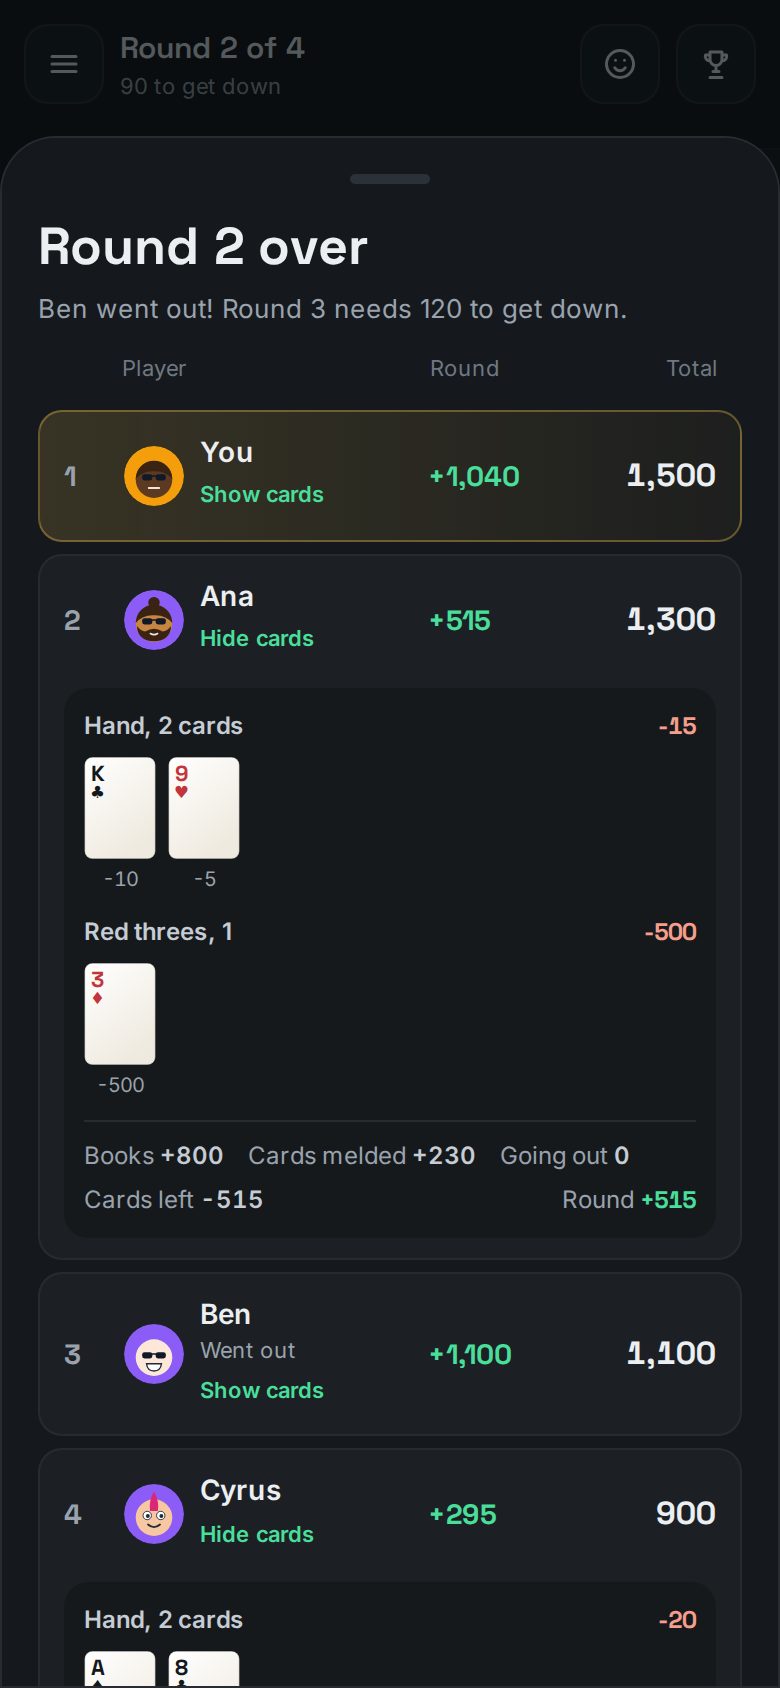 Round 2 of 4
90 to get down
Round 2 over
Ben went out! Round 3 needs 120 to get down.
Player Round Total
1 You +1,040 1,500
Show cards
2 Ana +515 1,300
Hide cards
Hand, 2 cards -15
K♣ 9♥
-10 -5
Red threes, 1 -500
3♦
-500
Books +800 Cards melded +230 Going out 0
Cards left -515 Round +515
3 Ben +1,100 1,100
Went out
Show cards
4 Cyrus +295 900
Hide cards
Hand, 2 cards -20
A 8